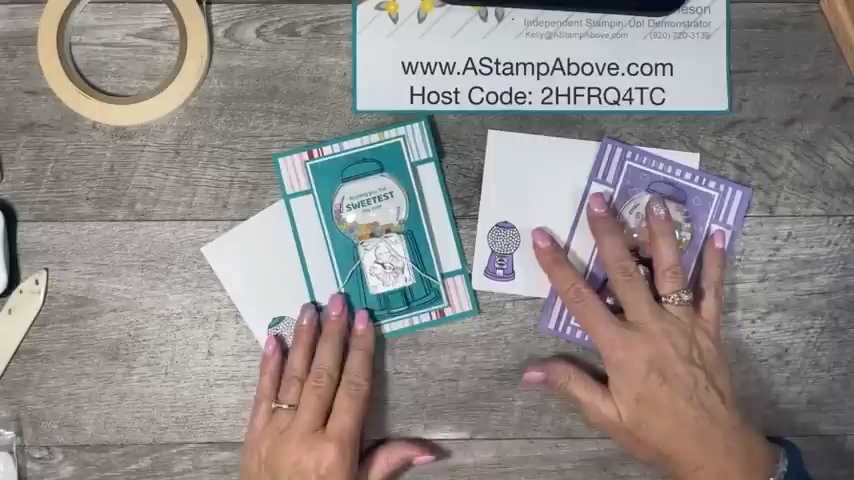 Independent Stampin' Up! Demonstrator
Kelly@AStampAbove.com (920) 720-3139
www.AStampAbove.com
Host Code: 2HFRQ4TC
SWEETEST